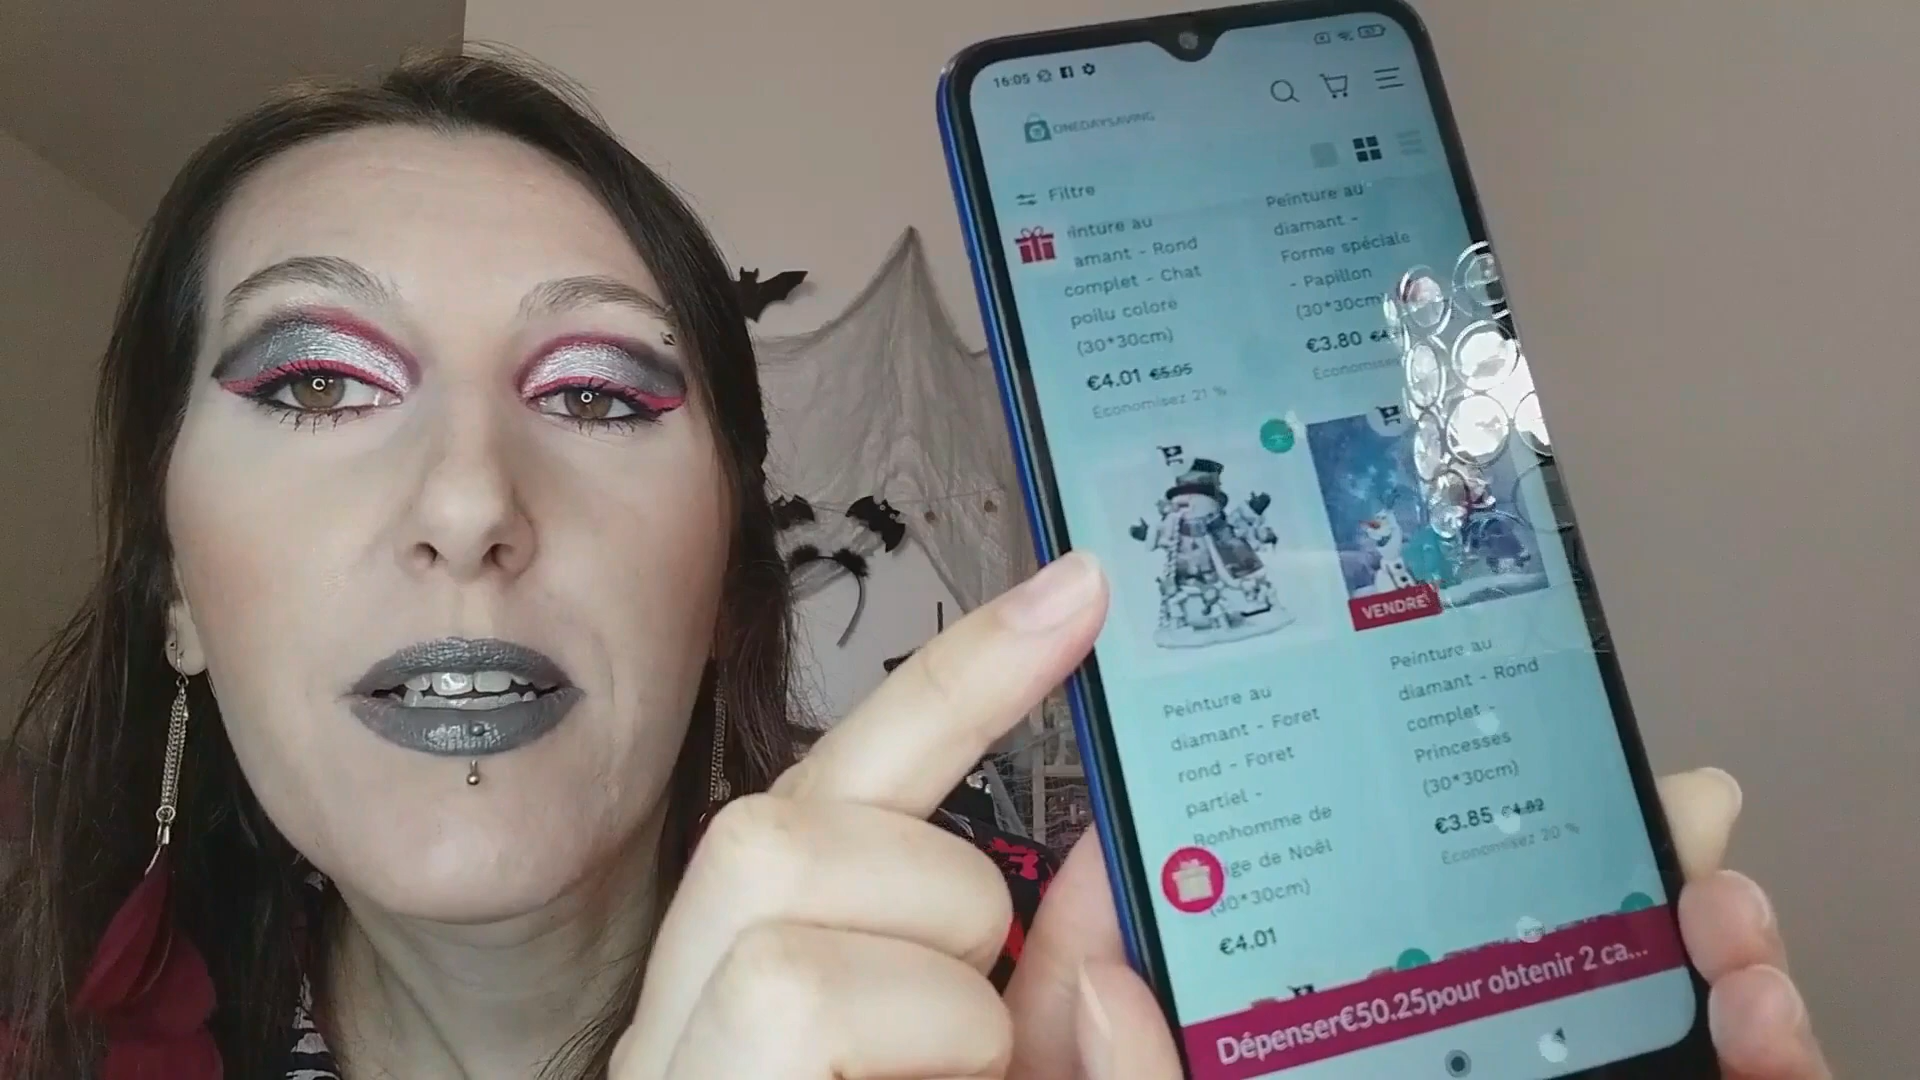 16:05
ONEDAYSAVING
Filtre
inture au
amant - Rond
complet - Chat
poilu coloré
(30*30cm)
€4.01 €5.05
Économisez 21 %
Peinture au
diamant -
Forme spéciale
- Papillon
(30*30cm)
€3.80
Économisez
VENDRE
Peinture au
diamant - Foret
rond - Foret
partiel -
Bonhomme de
ige de Noël
(30*30cm)
€4.01
Peinture au
diamant - Rond
complet -
Princesses
(30*30cm)
€3.85 €4.82
Économisez 20 %
Dépenser€50.25pour obtenir 2 ca...